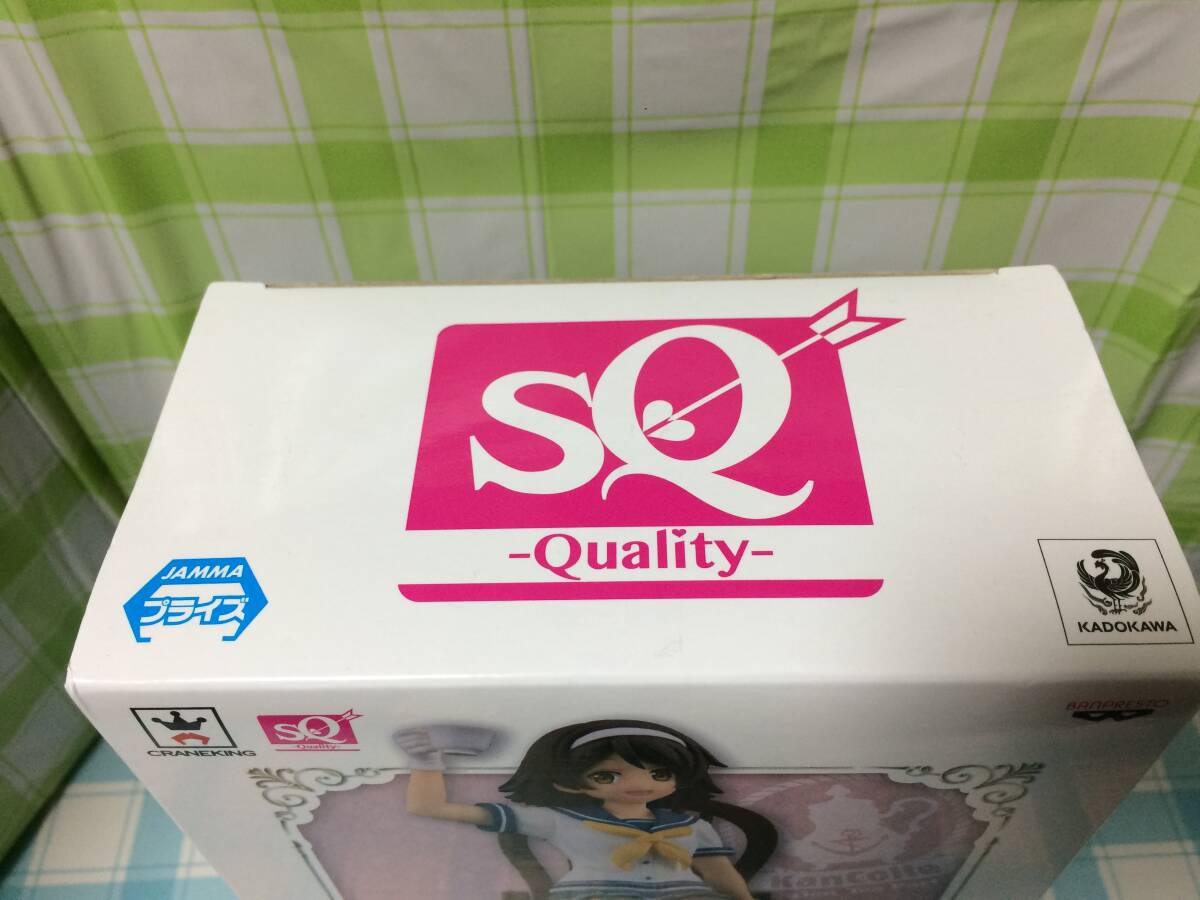 SQ
-Quality-
JAMMA
プライズ
KADOKAWA
CRANEKING
SQ
-Quality-
BANPRESTO
KanColle